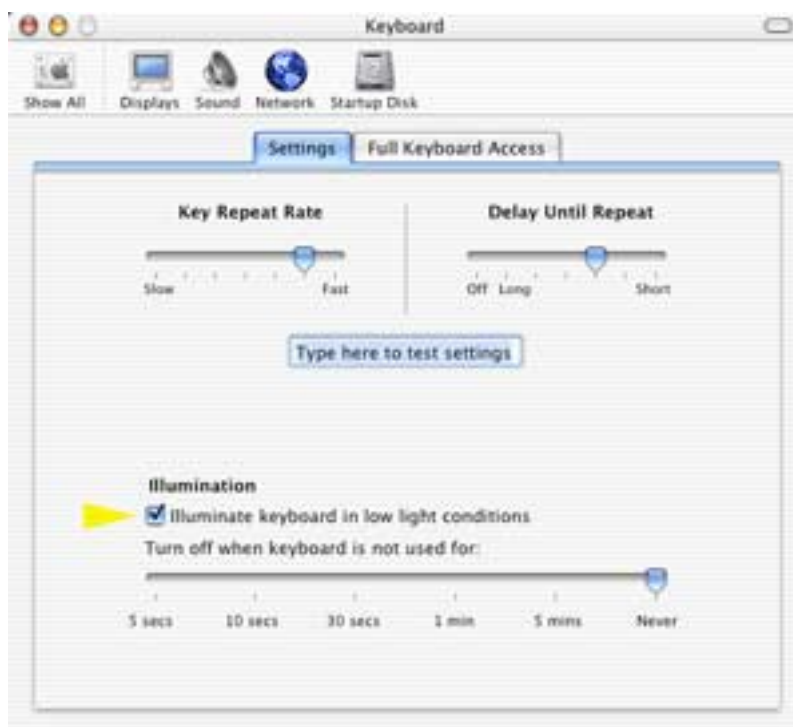 Keyboard
Show All Displays Sound Network Startup Disk
Settings Full Keyboard Access
Key Repeat Rate Delay Until Repeat
Slow Fast Off Long Short
Type here to test settings
Illumination
Illuminate keyboard in low light conditions
Turn off when keyboard is not used for:
5 secs 10 secs 30 secs 1 min 5 mins Never